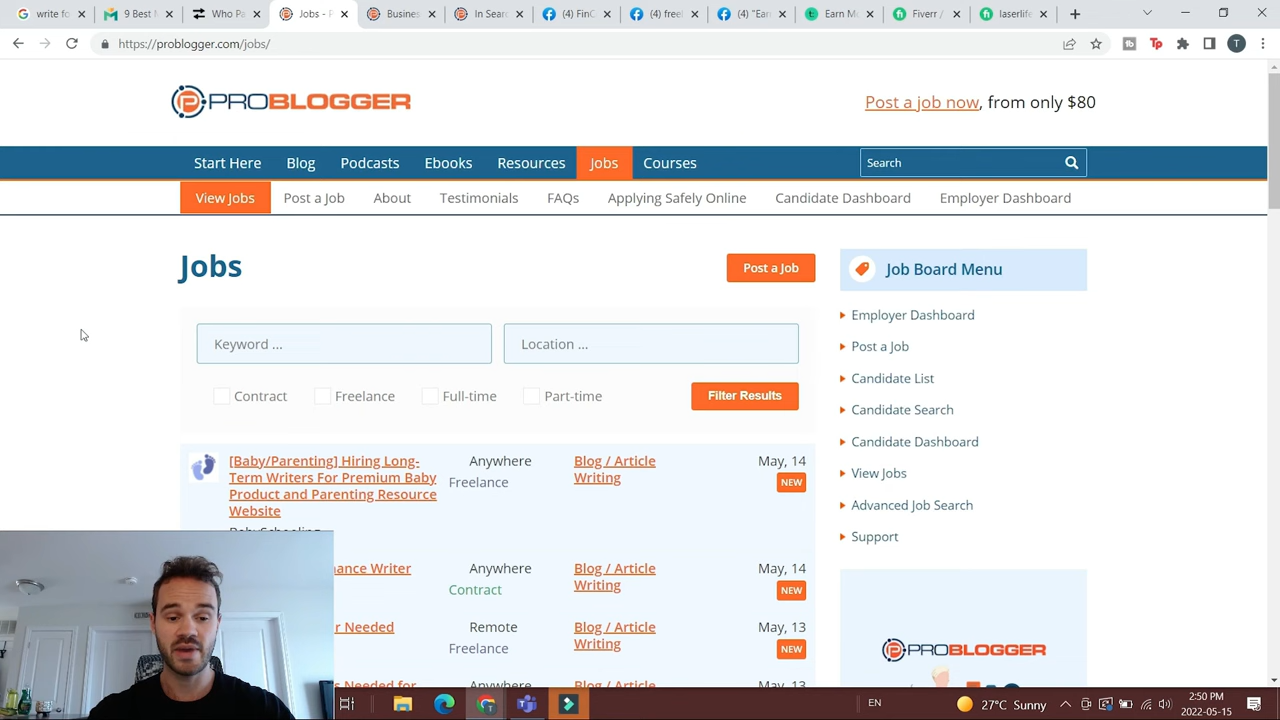 write fo
9 Best M
Who Pa
Jobs - P
Busines
In Searc
(4) FinC
(4) freel
(4) "Ear
Earn Mo
Fiverr /
laserlife
https://problogger.com/jobs/
T
PROBLOGGER
Post a job now, from only $80
Start Here Blog Podcasts Ebooks Resources Jobs Courses Search
View Jobs Post a Job About Testimonials FAQs Applying Safely Online Candidate Dashboard Employer Dashboard
Jobs
Post a Job
Keyword ... Location ...
Contract Freelance Full-time Part-time Filter Results
[Baby/Parenting] Hiring Long-
Term Writers For Premium Baby
Product and Parenting Resource
Website
Anywhere
Freelance
Blog / Article
Writing
May, 14
NEW
ance Writer
Anywhere
Contract
Blog / Article
Writing
May, 14
NEW
r Needed
Remote
Freelance
Blog / Article
Writing
May, 13
NEW
Job Board Menu
Employer Dashboard
Post a Job
Candidate List
Candidate Search
Candidate Dashboard
View Jobs
Advanced Job Search
Support
PROBLOGGER
27°C Sunny
EN
2:50 PM
2022-05-15